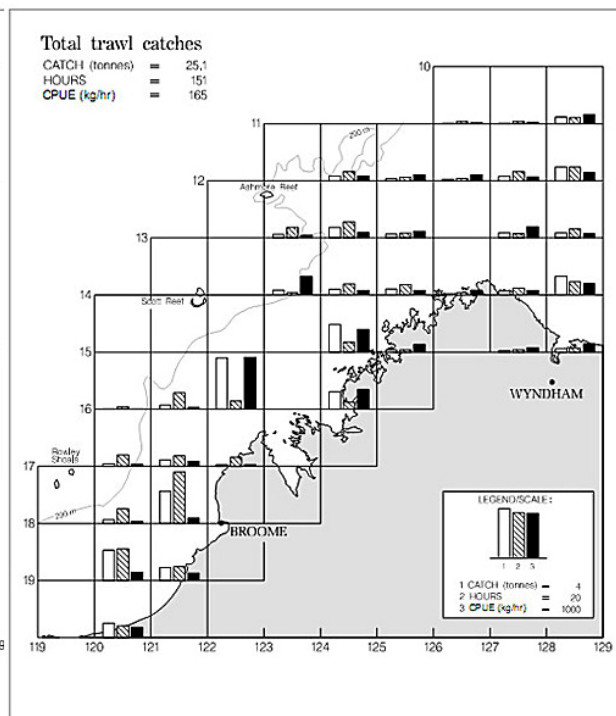 Total trawl catches
CATCH (tonnes) = 25,1
HOURS = 151
CPUE (kg/hr) = 165
10
11
200 m
12
Ashmore Reef
13
14
Scott Reef
15
WYNDHAM
16
Rowley
Shoals
17
200 m
18
BROOME
LEGEND/SCALE:
1 2 3
1 CATCH (tonnes) = 4
2 HOURS = 20
3 CPUE (kg/hr) = 1000
19
119 120 121 122 123 124 125 126 127 128 129